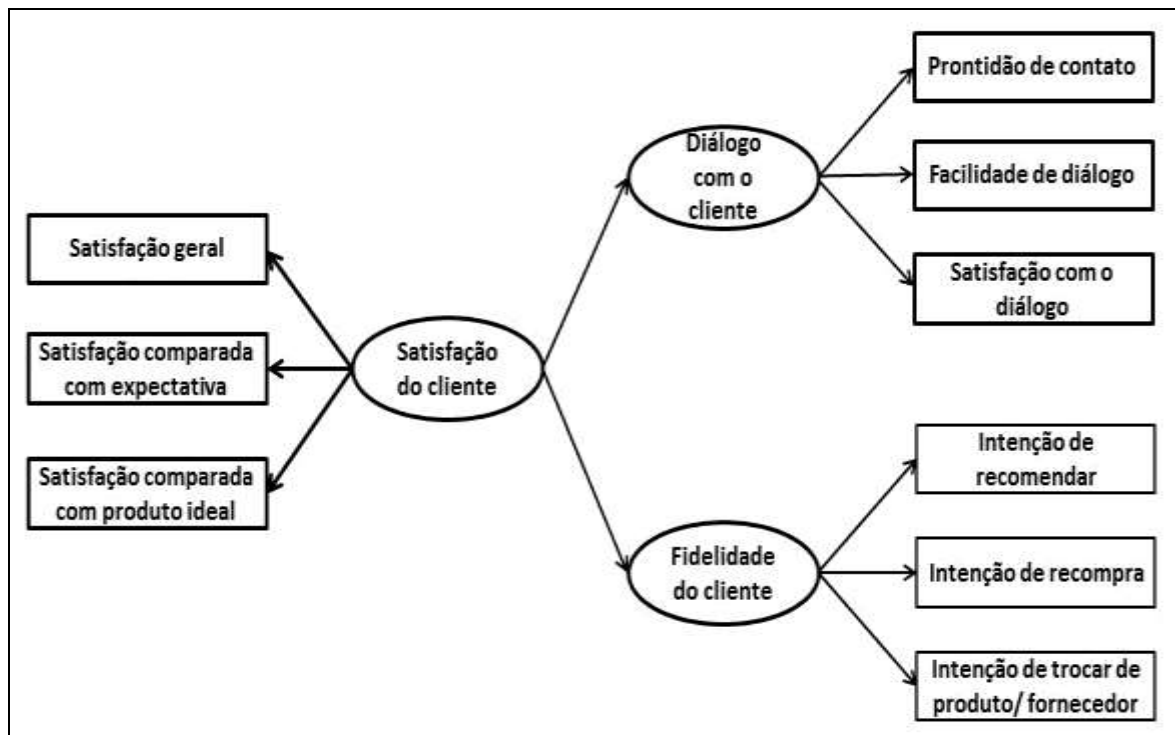 Prontidão de contato
Diálogo
com o
cliente
Facilidade de diálogo
Satisfação com o
diálogo
Satisfação geral
Satisfação comparada
com expectativa
Satisfação comparada
com produto ideal
Satisfação
do cliente
Intenção de
recomendar
Fidelidade
do cliente
Intenção de recompra
Intenção de trocar de
produto/ fornecedor